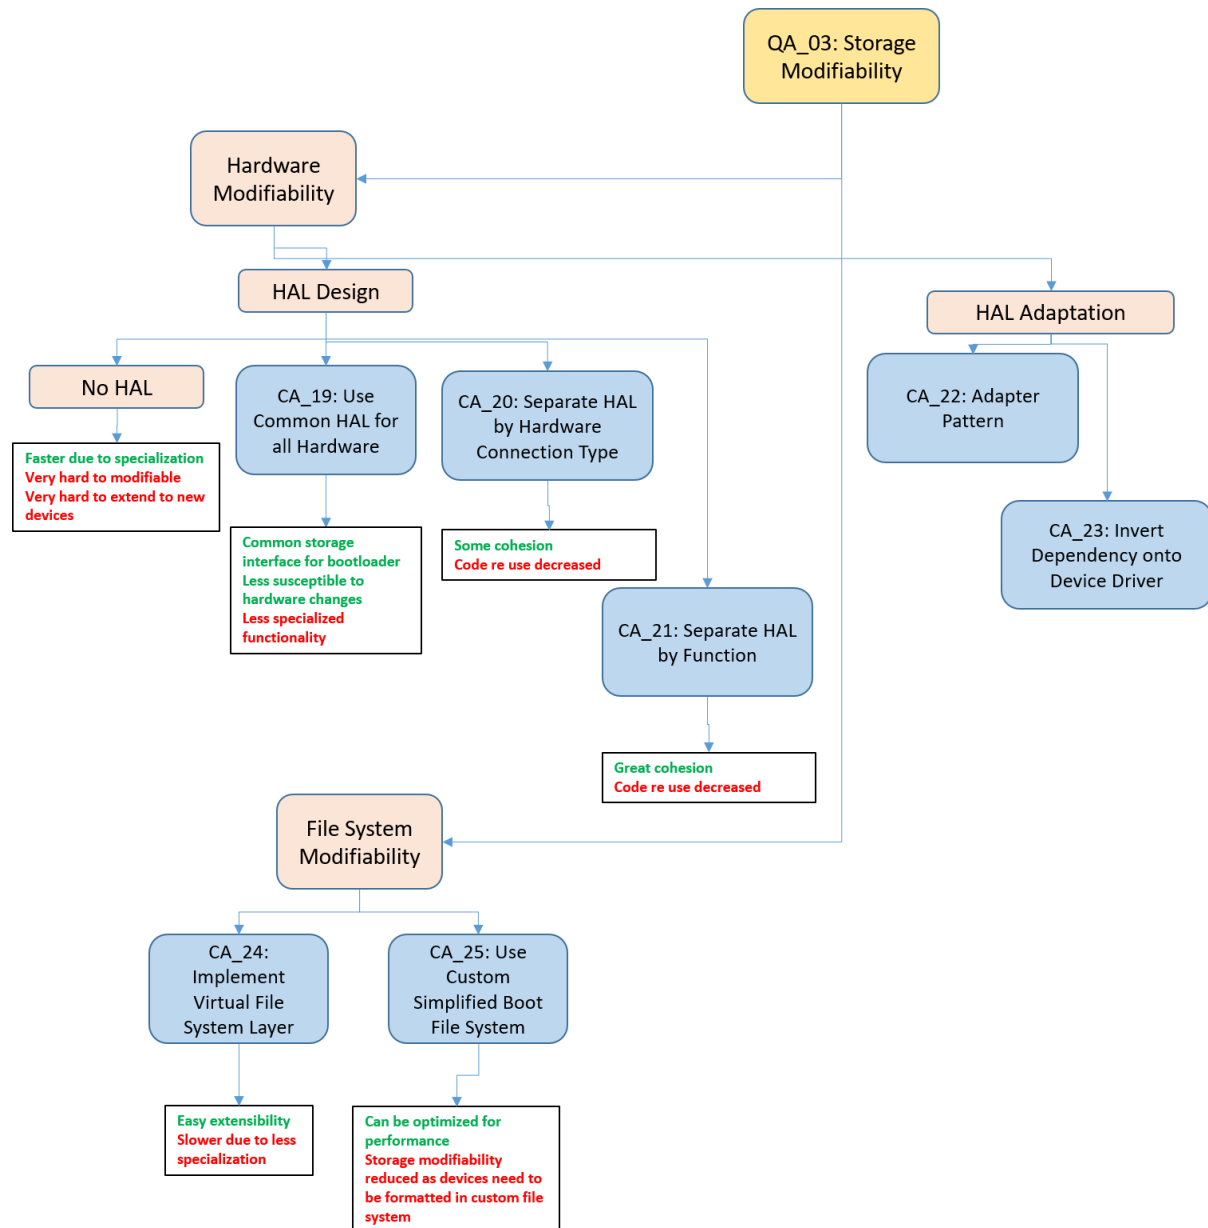 QA_03: Storage
Modifiability
Hardware
Modifiability
HAL Design
HAL Adaptation
No HAL
CA_19: Use
Common HAL for
all Hardware
CA_20: Separate HAL
by Hardware
Connection Type
CA_22: Adapter
Pattern
Faster due to specialization
Very hard to modifiable
Very hard to extend to new
devices
Common storage
interface for bootloader
Less susceptible to
hardware changes
Less specialized
functionality
Some cohesion
Code re use decreased
CA_23: Invert
Dependency onto
Device Driver
CA_21: Separate HAL
by Function
Great cohesion
Code re use decreased
File System
Modifiability
CA_24:
Implement
Virtual File
System Layer
CA_25: Use
Custom
Simplified Boot
File System
Easy extensibility
Slower due to less
specialization
Can be optimized for
performance
Storage modifiability
reduced as devices need to
be formatted in custom file
system